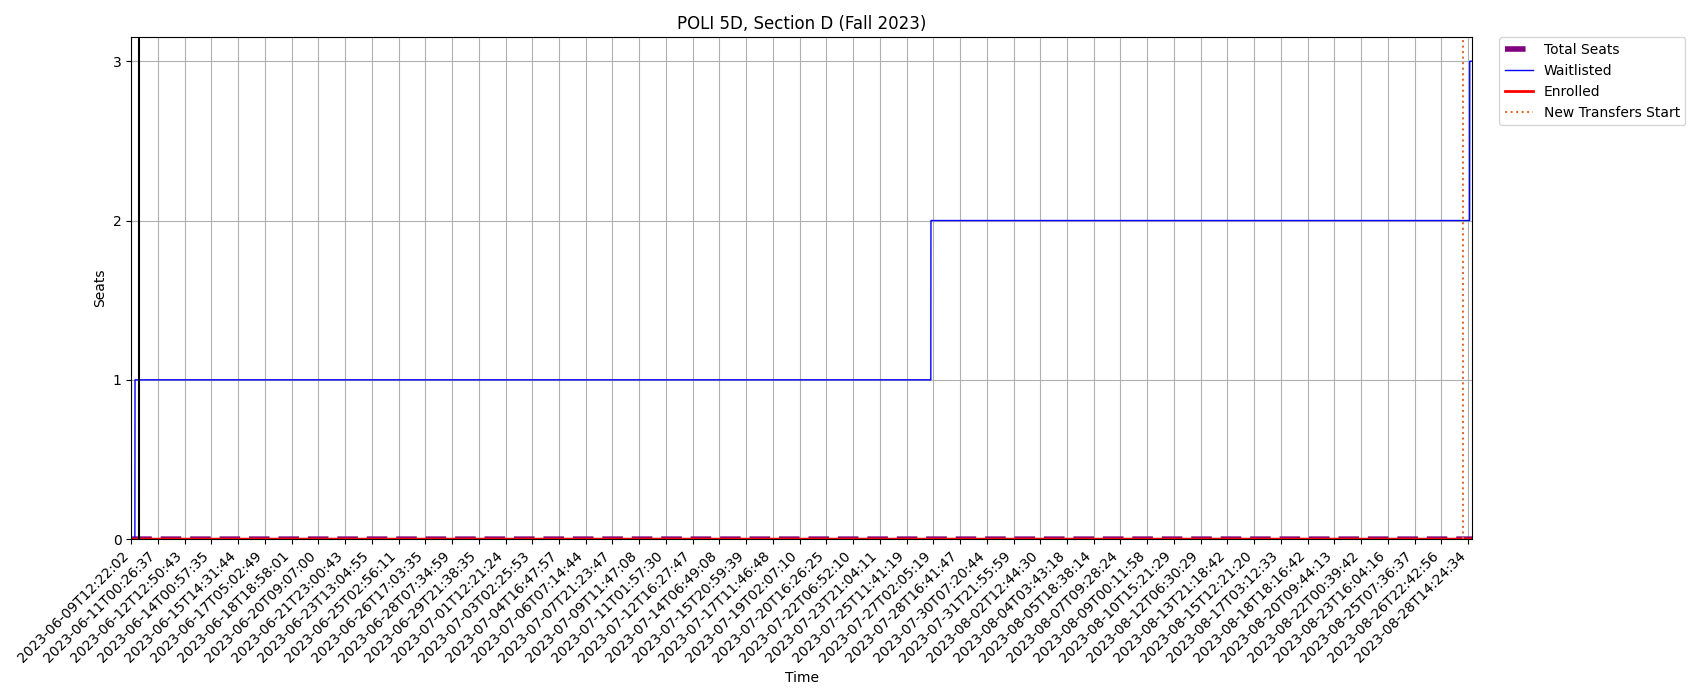 POLI 5D, Section D (Fall 2023)
Total Seats
Waitlisted
Enrolled
New Transfers Start
3
2
1
0
Seats
2023-06-09T12:22:02
2023-06-11T00:26:37
2023-06-12T12:50:43
2023-06-14T00:57:35
2023-06-15T14:31:44
2023-06-17T05:02:49
2023-06-18T18:58:01
2023-06-20T09:07:00
2023-06-21T23:00:43
2023-06-23T13:04:55
2023-06-25T02:56:11
2023-06-26T17:03:35
2023-06-28T07:34:59
2023-06-29T21:38:35
2023-07-01T12:21:24
2023-07-03T02:25:53
2023-07-04T16:47:57
2023-07-06T07:14:44
2023-07-07T21:23:47
2023-07-09T11:47:08
2023-07-11T01:57:30
2023-07-12T16:27:47
2023-07-14T06:49:08
2023-07-15T20:59:39
2023-07-17T11:46:48
2023-07-19T02:07:10
2023-07-20T16:26:25
2023-07-22T06:52:10
2023-07-23T21:04:11
2023-07-25T11:41:19
2023-07-27T02:05:19
2023-07-28T16:41:47
2023-07-30T07:20:44
2023-07-31T21:55:59
2023-08-02T12:44:30
2023-08-04T03:43:18
2023-08-05T18:38:14
2023-08-07T09:28:24
2023-08-09T00:11:58
2023-08-10T15:21:29
2023-08-12T06:30:29
2023-08-13T21:18:42
2023-08-15T12:21:20
2023-08-17T03:12:33
2023-08-18T18:16:42
2023-08-20T09:44:13
2023-08-22T00:39:42
2023-08-23T16:04:16
2023-08-25T07:36:37
2023-08-26T22:42:56
2023-08-28T14:24:34
Time